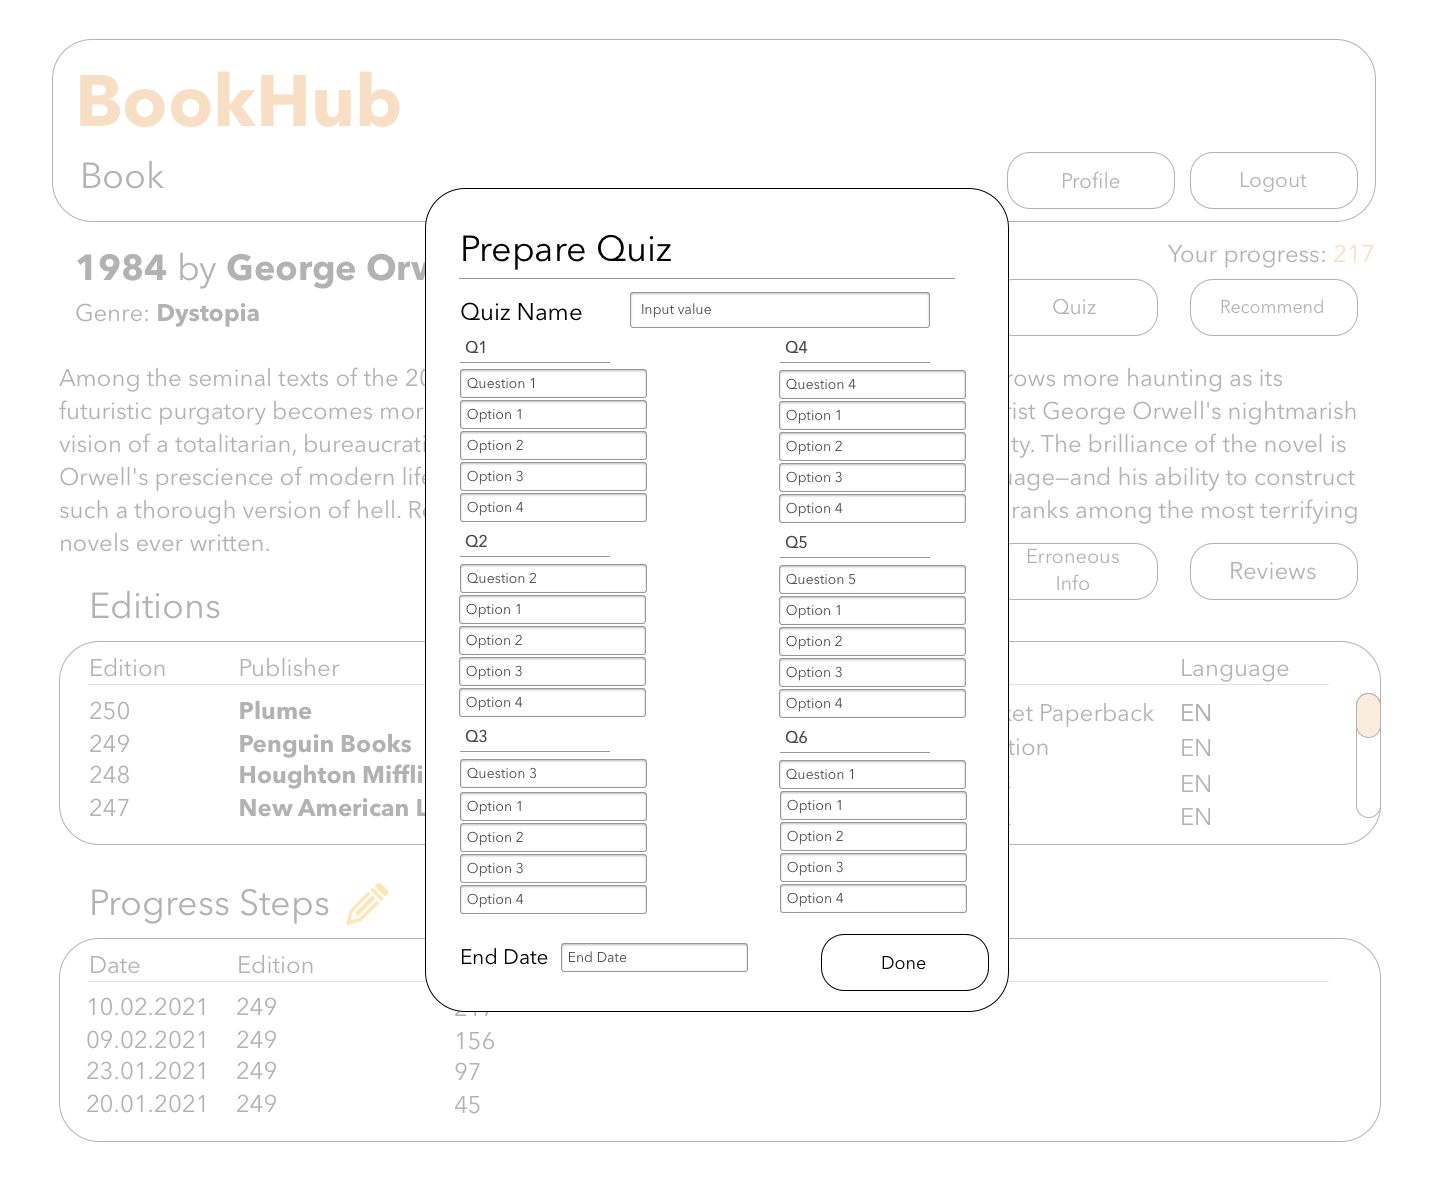 BookHub
Book
Profile
Logout
1984 by George Orw
Your progress: 217
Genre: Dystopia
Quiz
Recommend
Among the seminal texts of the 20
rows more haunting as its
futuristic purgatory becomes mor
rist George Orwell's nightmarish
vision of a totalitarian, bureaucrati
ty. The brilliance of the novel is
Orwell's prescience of modern life
uage—and his ability to construct
such a thorough version of hell. Re
ranks among the most terrifying
novels ever written.
Erroneous
Info
Reviews
Editions
Edition Publisher
Language
250 Plume
ket Paperback EN
249 Penguin Books
tion EN
248 Houghton Miffli
EN
247 New American L
EN
Progress Steps
Date Edition
10.02.2021 249
09.02.2021 249 156
23.01.2021 249 97
20.01.2021 249 45
Prepare Quiz
Quiz Name Input value
Q1
Question 1
Option 1
Option 2
Option 3
Option 4
Q2
Question 2
Option 1
Option 2
Option 3
Option 4
Q3
Question 3
Option 1
Option 2
Option 3
Option 4
Q4
Question 4
Option 1
Option 2
Option 3
Option 4
Q5
Question 5
Option 1
Option 2
Option 3
Option 4
Q6
Question 1
Option 1
Option 2
Option 3
Option 4
End Date End Date
Done